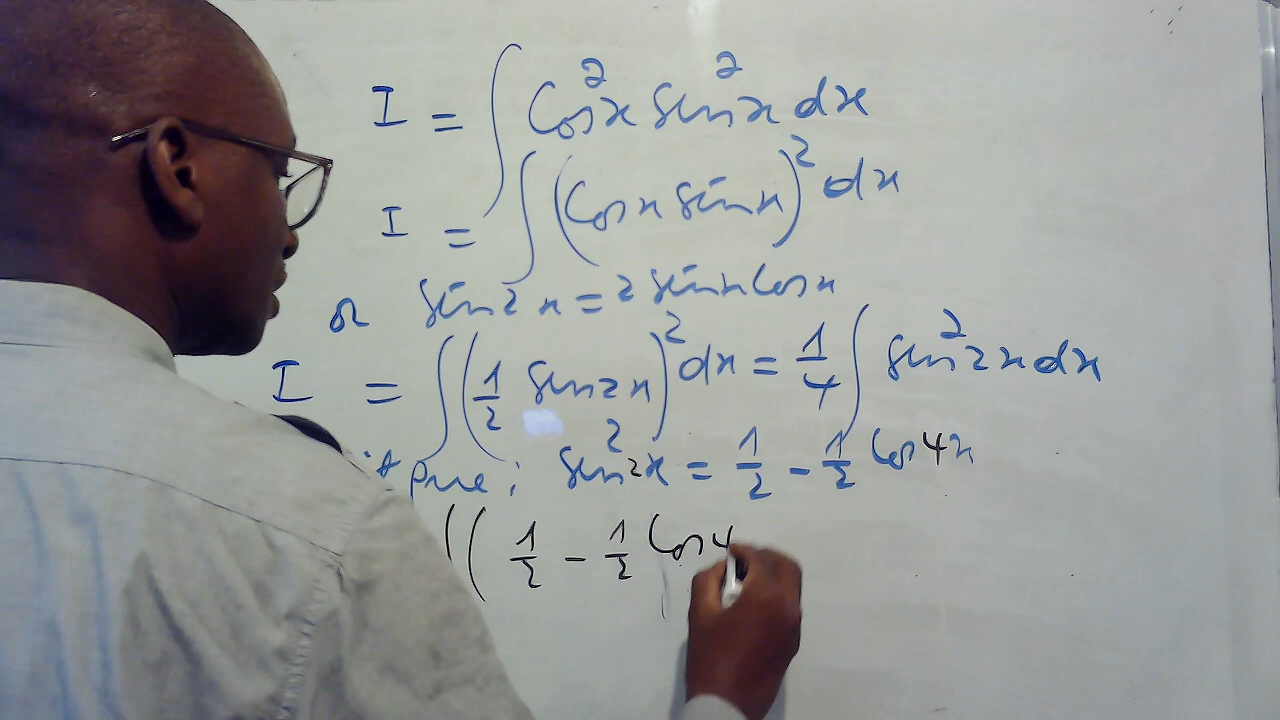 I = ∫ Cos²x Sin²x dx
I = ∫ (Cosx Sinx)² dx
or Sin2x = 2 Sinx Cosx
I = ∫ (1/2 Sin2x)² dx = 1/4 ∫ Sin²2x dx
que ; Sin²2x = 1/2 - 1/2 Cos4x
∫ ( 1/2 - 1/2 Cos4